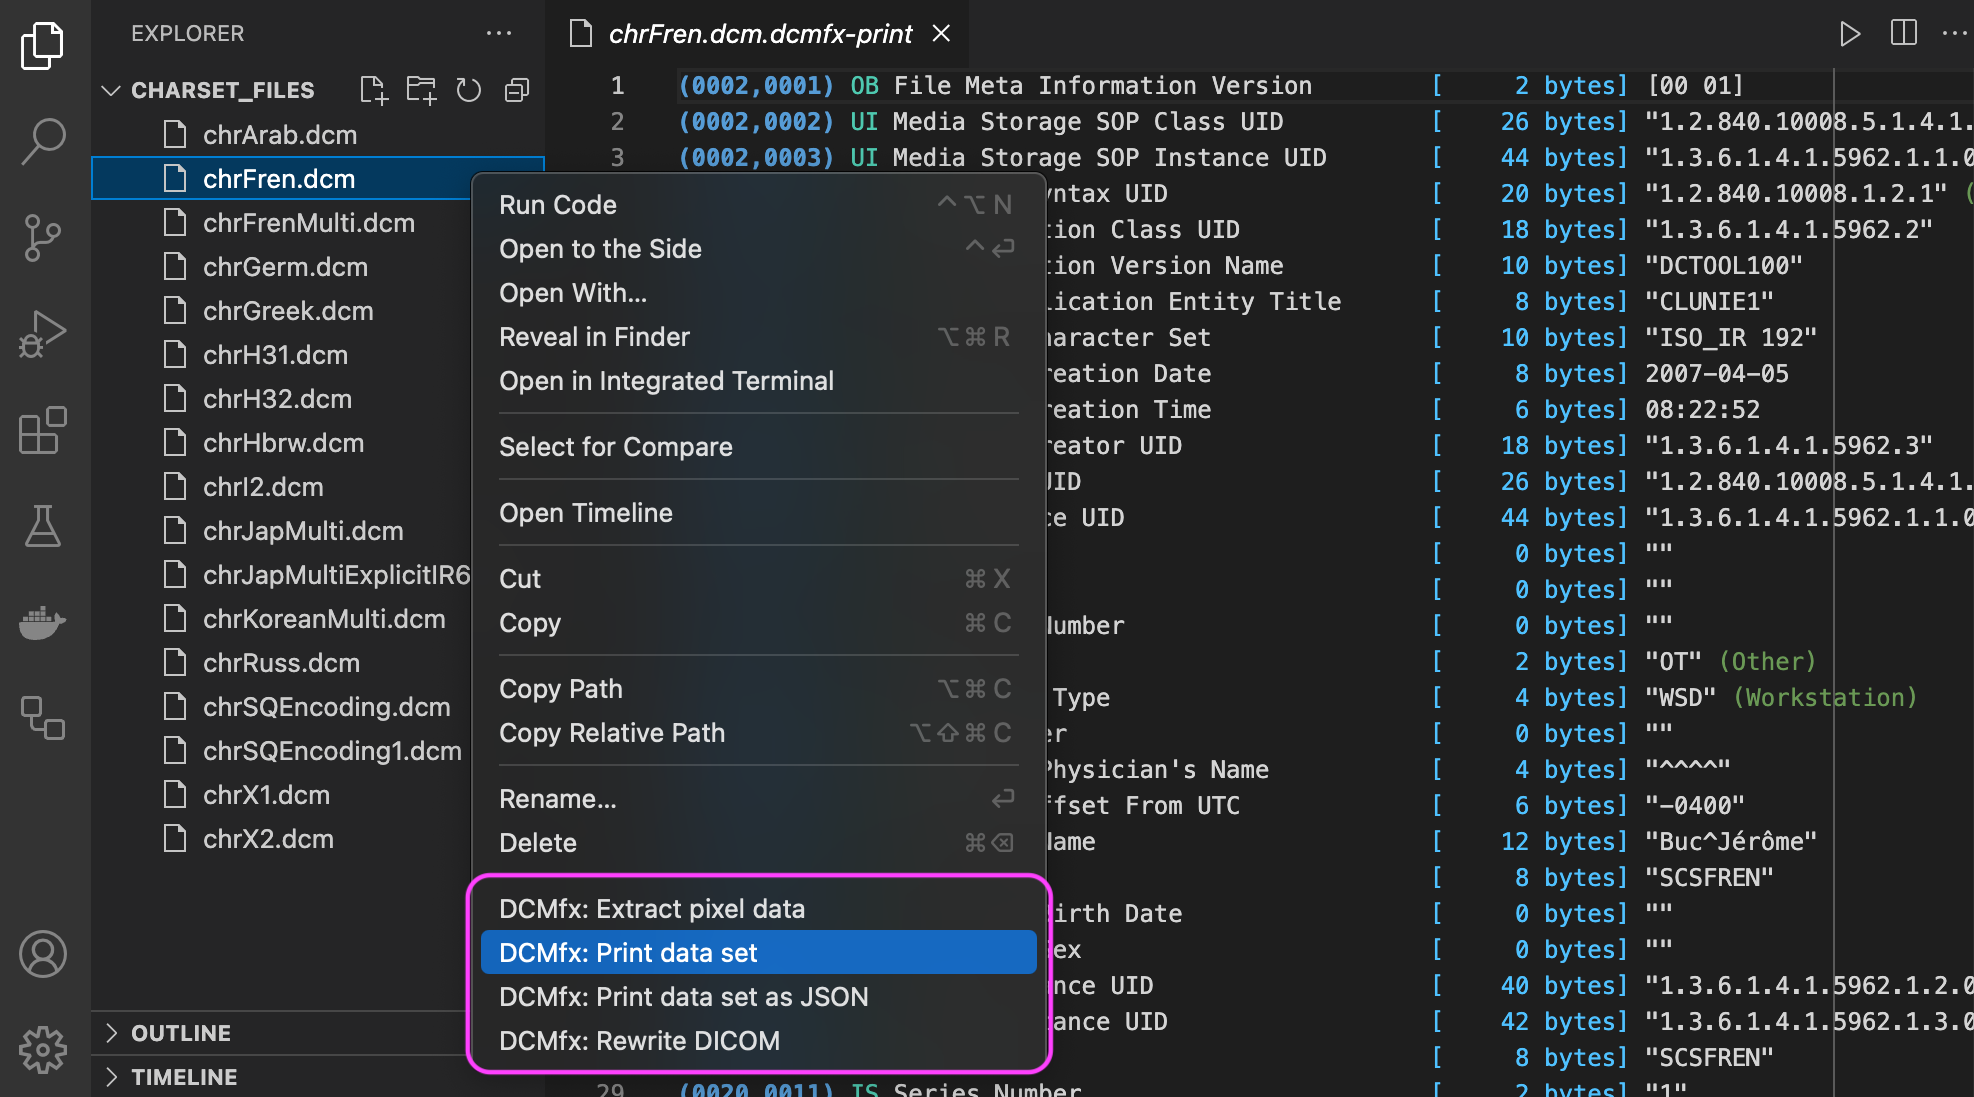 EXPLORER
CHARSET_FILES
chrArab.dcm
chrFren.dcm
chrFrenMulti.dcm
chrGerm.dcm
chrGreek.dcm
chrH31.dcm
chrH32.dcm
chrHbrw.dcm
chrI2.dcm
chrJapMulti.dcm
chrJapMultiExplicitIR6
chrKoreanMulti.dcm
chrRuss.dcm
chrSQEncoding.dcm
chrSQEncoding1.dcm
chrX1.dcm
chrX2.dcm
OUTLINE
TIMELINE
Run Code ⌃⌥N
Open to the Side ⌃↩
Open With...
Reveal in Finder ⌥⌘R
Open in Integrated Terminal
Select for Compare
Open Timeline
Cut ⌘X
Copy ⌘C
Copy Path ⌥⌘C
Copy Relative Path ⌥⇧⌘C
Rename... ↩
Delete ⌘⌫
DCMfx: Extract pixel data
DCMfx: Print data set
DCMfx: Print data set as JSON
DCMfx: Rewrite DICOM
chrFren.dcm.dcmfx-print
1 (0002,0001) OB File Meta Information Version [ 2 bytes] [00 01]
2 (0002,0002) UI Media Storage SOP Class UID [ 26 bytes] "1.2.840.10008.5.1.4.1.
3 (0002,0003) UI Media Storage SOP Instance UID [ 44 bytes] "1.3.6.1.4.1.5962.1.1.0
yntax UID [ 20 bytes] "1.2.840.10008.1.2.1" (
tion Class UID [ 18 bytes] "1.3.6.1.4.1.5962.2"
tion Version Name [ 10 bytes] "DCTOOL100"
lication Entity Title [ 8 bytes] "CLUNIE1"
haracter Set [ 10 bytes] "ISO_IR 192"
reation Date [ 8 bytes] 2007-04-05
reation Time [ 6 bytes] 08:22:52
reator UID [ 18 bytes] "1.3.6.1.4.1.5962.3"
UID [ 26 bytes] "1.2.840.10008.5.1.4.1.
ce UID [ 44 bytes] "1.3.6.1.4.1.5962.1.1.0
[ 0 bytes] ""
[ 0 bytes] ""
Number [ 0 bytes] ""
[ 2 bytes] "OT" (Other)
Type [ 4 bytes] "WSD" (Workstation)
er [ 0 bytes] ""
Physician's Name [ 4 bytes] "^^^^"
ffset From UTC [ 6 bytes] "-0400"
Name [ 12 bytes] "Buc^Jérôme"
[ 8 bytes] "SCSFREN"
Birth Date [ 0 bytes] ""
Sex [ 0 bytes] ""
nce UID [ 40 bytes] "1.3.6.1.4.1.5962.1.2.0
ance UID [ 42 bytes] "1.3.6.1.4.1.5962.1.3.0
[ 8 bytes] "SCSFREN"
29 (0020,0011) IS Series Number [ 2 bytes] "1"